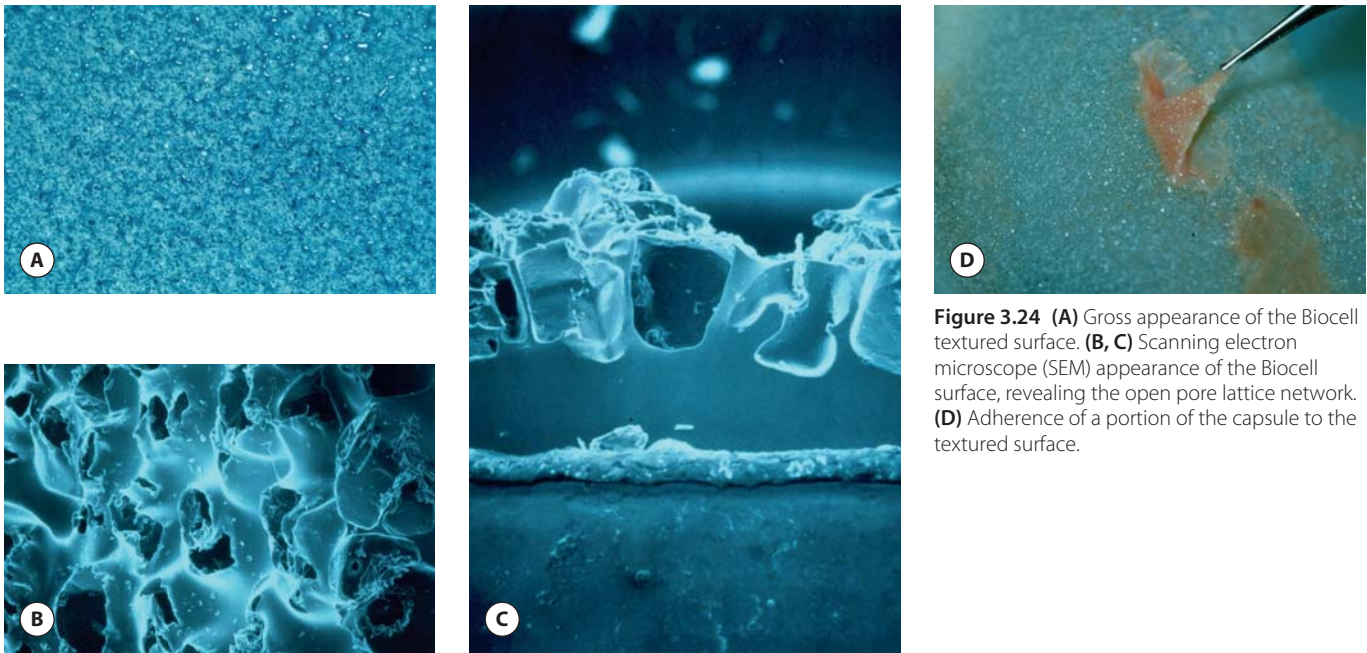 A
B
C
D
Figure 3.24 (A) Gross appearance of the Biocell
textured surface. (B, C) Scanning electron
microscope (SEM) appearance of the Biocell
surface, revealing the open pore lattice network.
(D) Adherence of a portion of the capsule to the
textured surface.